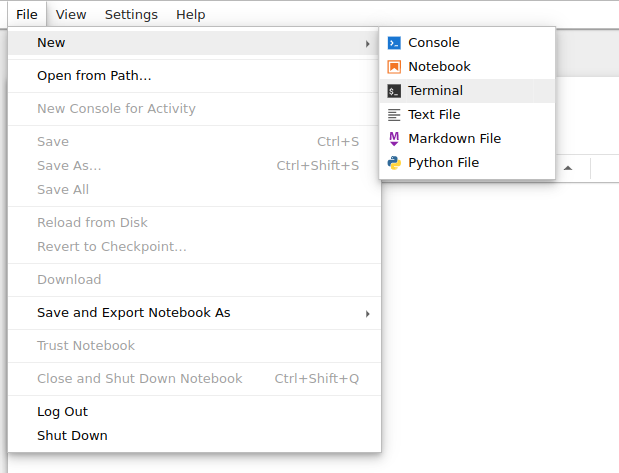 File View Settings Help
New
Open from Path…
New Console for Activity
Save Ctrl+S
Save As… Ctrl+Shift+S
Save All
Reload from Disk
Revert to Checkpoint…
Download
Save and Export Notebook As
Trust Notebook
Close and Shut Down Notebook Ctrl+Shift+Q
Log Out
Shut Down
Console
Notebook
$_ Terminal
Text File
M Markdown File
Python File